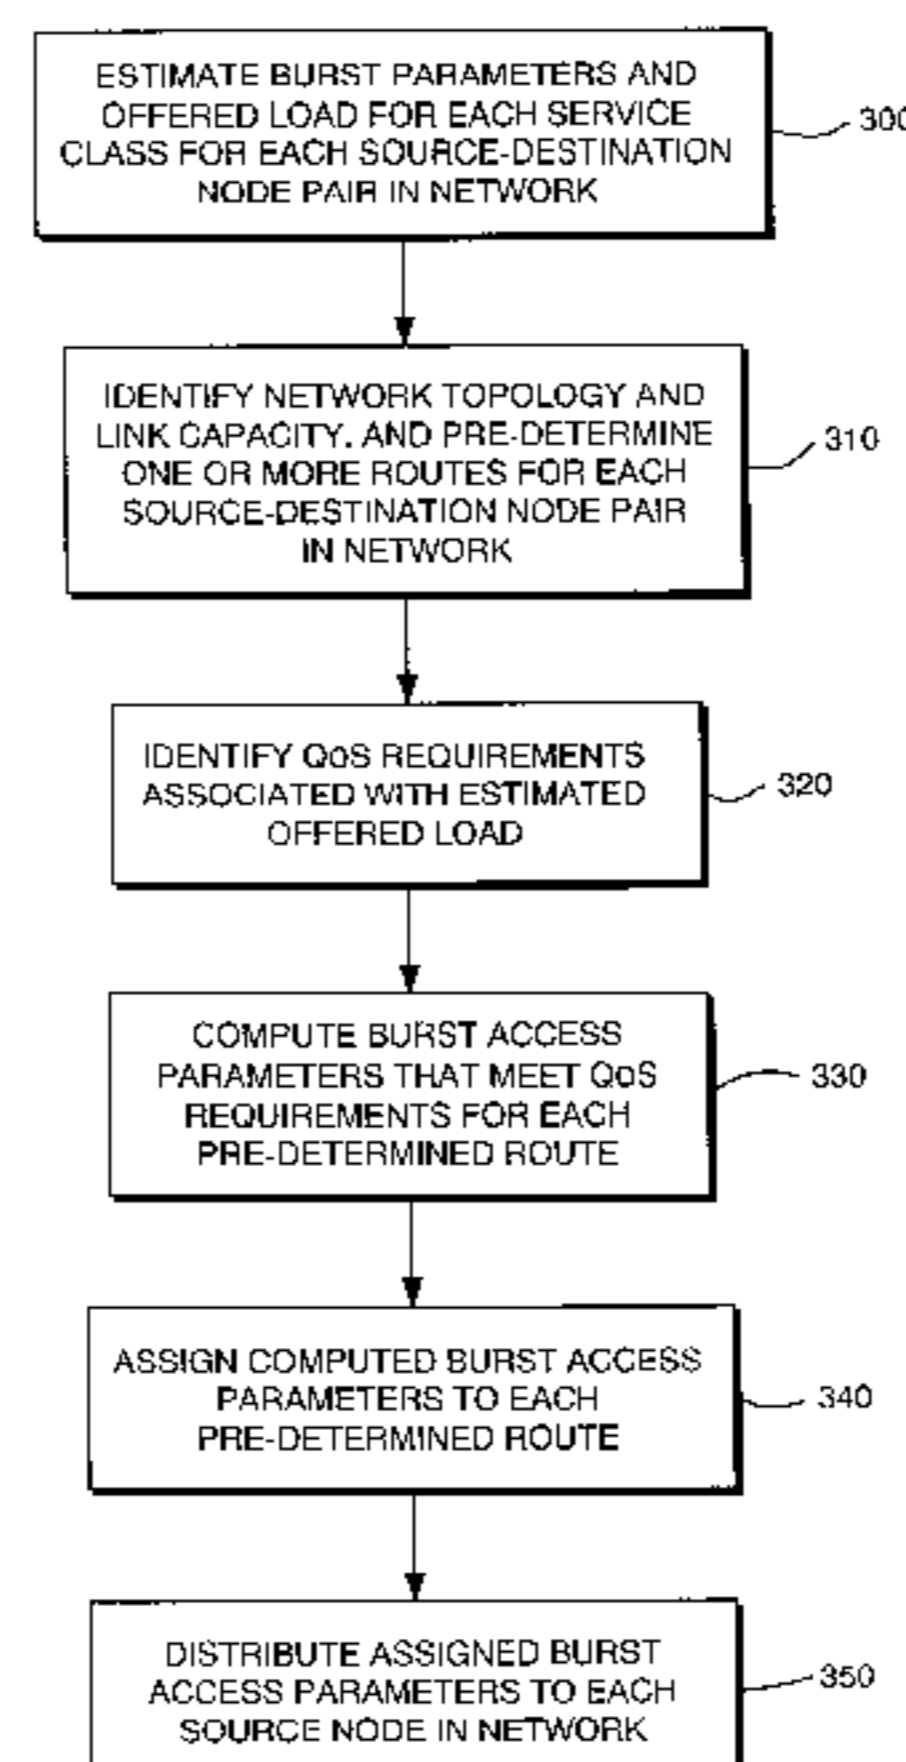 ESTIMATE BURST PARAMETERS AND
OFFERED LOAD FOR EACH SERVICE
CLASS FOR EACH SOURCE-DESTINATION
NODE PAIR IN NETWORK
300
IDENTIFY NETWORK TOPOLOGY AND
LINK CAPACITY. AND PRE-DETERMINE
ONE OR MORE ROUTES FOR EACH
SOURCE-DESTINATION NODE PAIR
IN NETWORK
310
IDENTIFY QoS REQUIREMENTS
ASSOCIATED WITH ESTIMATED
OFFERED LOAD
320
COMPUTE BURST ACCESS
PARAMETERS THAT MEET QoS
REQUIREMENTS FOR EACH
PRE-DETERMINED ROUTE
330
ASSIGN COMPUTED BURST ACCESS
PARAMETERS TO EACH
PRE-DETERMINED ROUTE
340
DISTRIBUTE ASSIGNED BURST
ACCESS PARAMETERS TO EACH
SOURCE NODE IN NETWORK
350